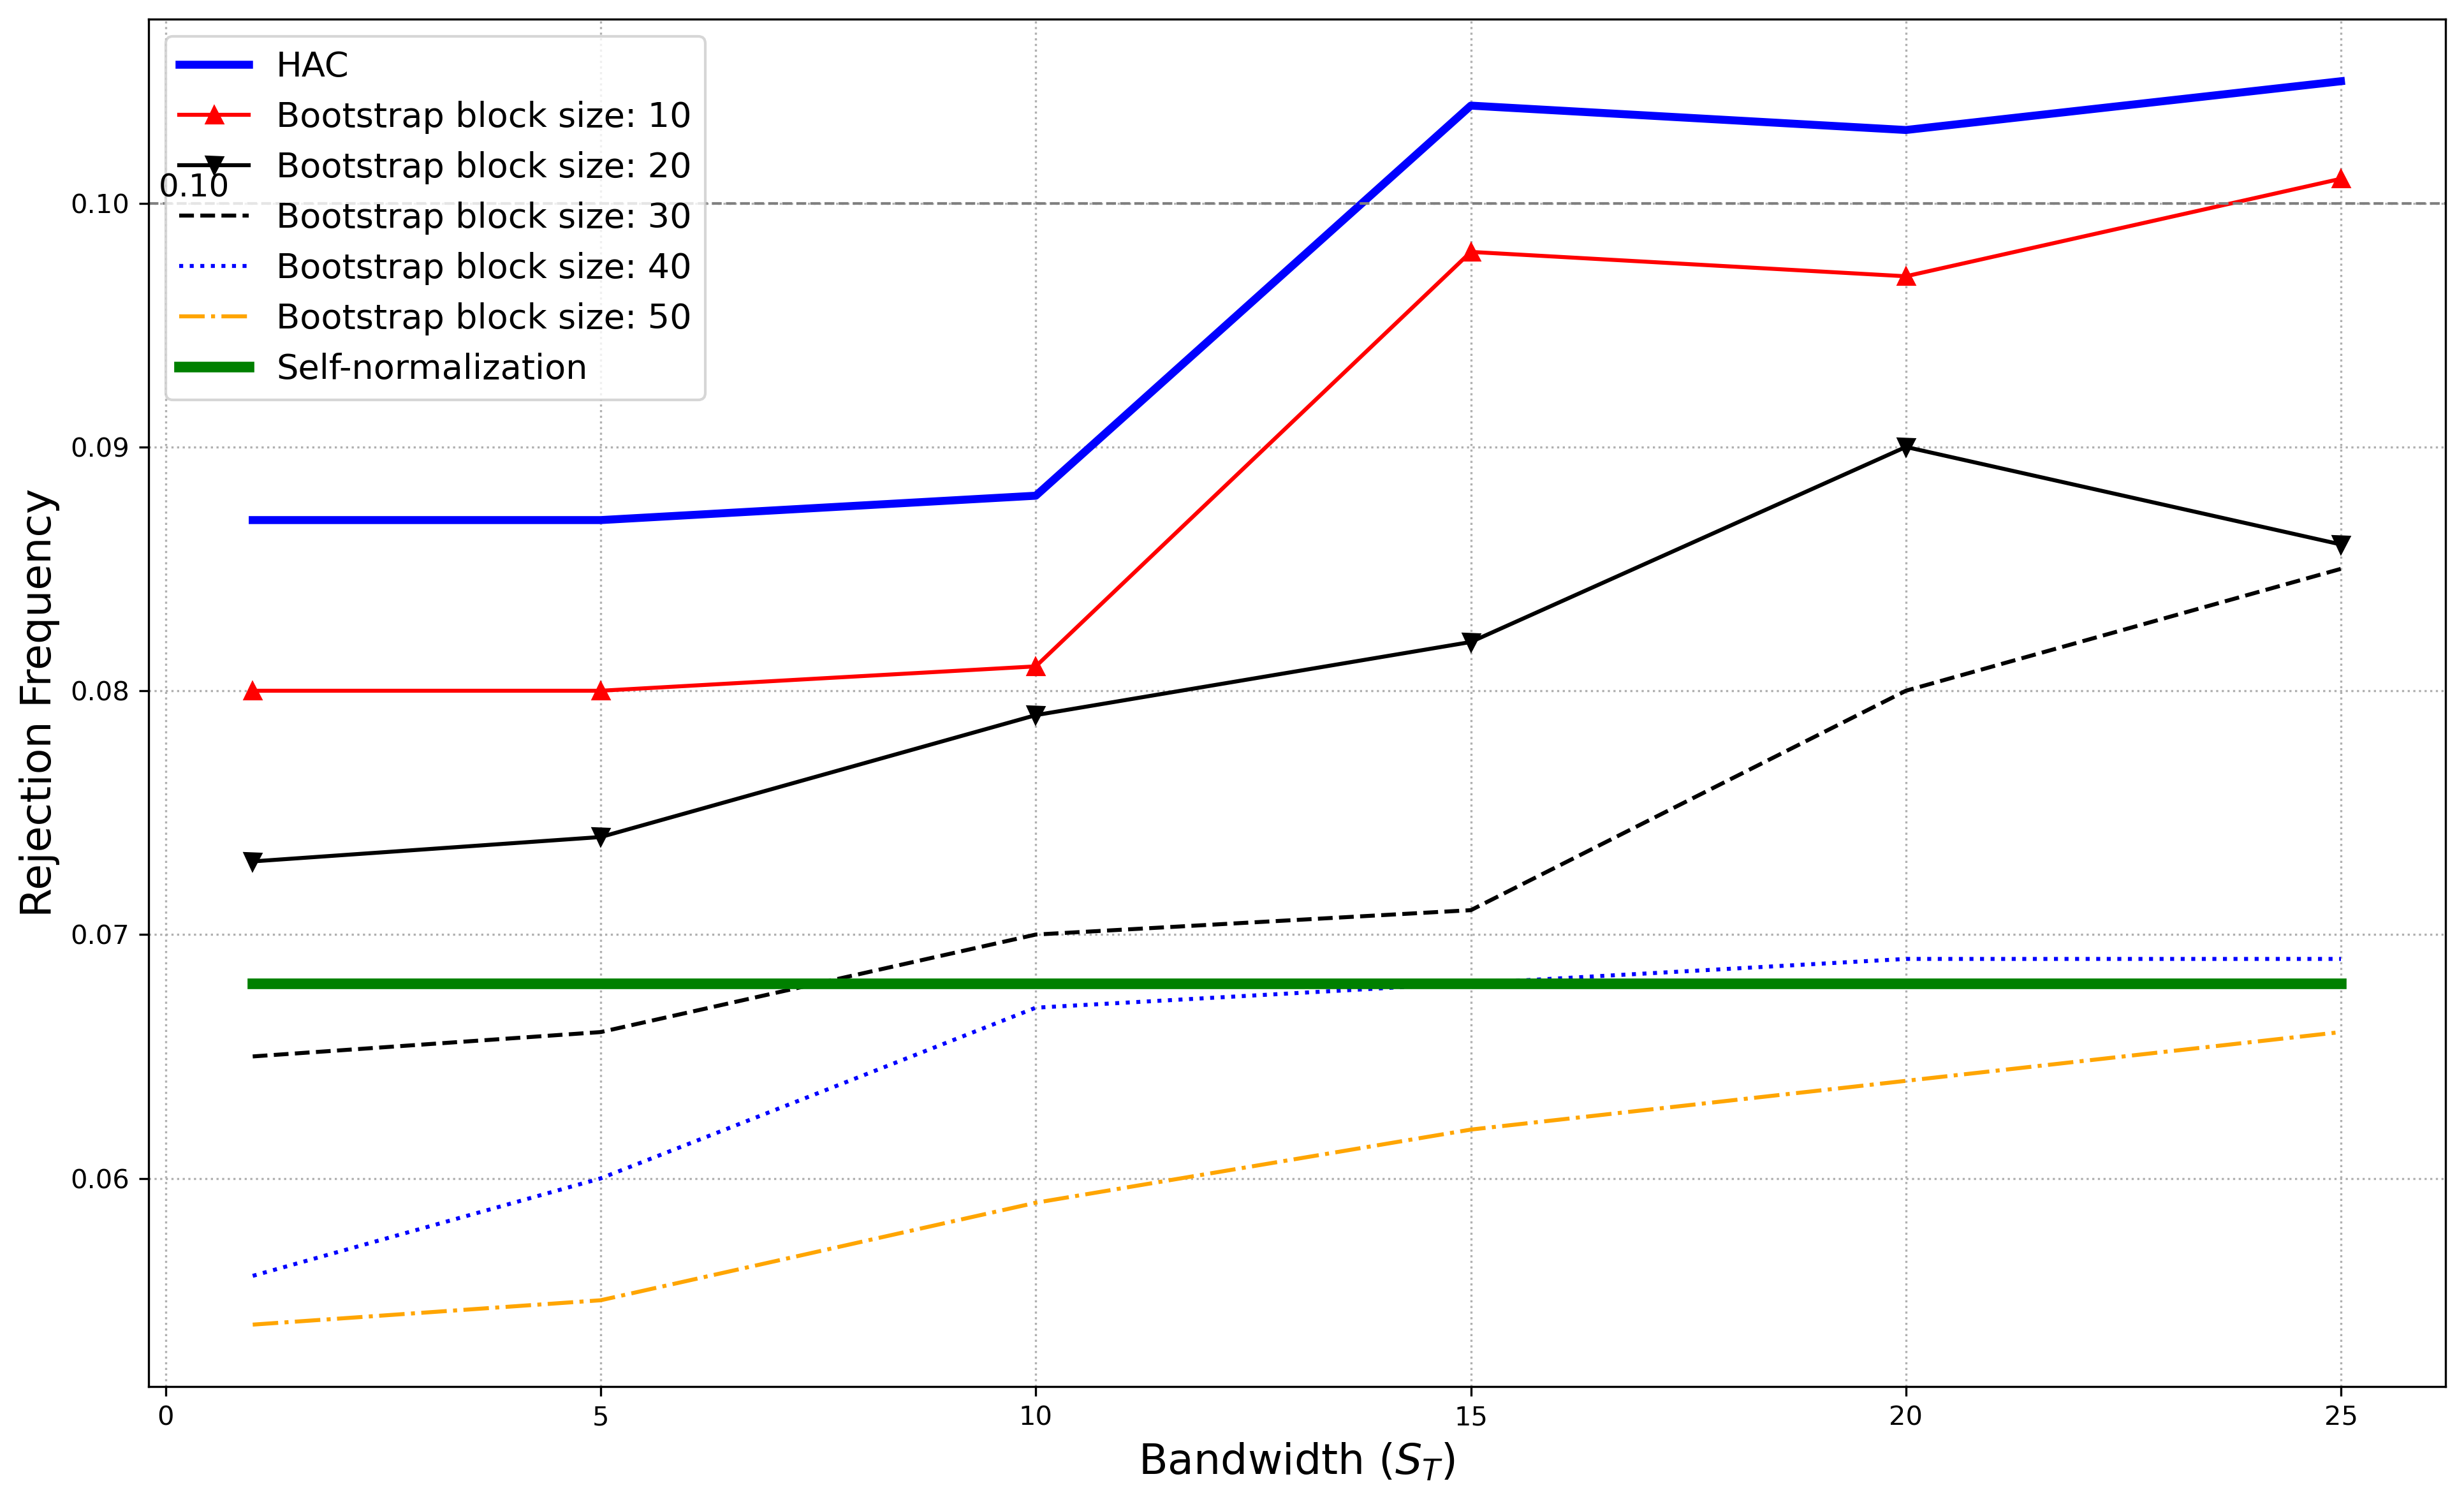 HAC
Bootstrap block size: 10
Bootstrap block size: 20
Bootstrap block size: 30
Bootstrap block size: 40
Bootstrap block size: 50
Self-normalization
0.10
0.10
0.09
0.08
0.07
0.06
Rejection Frequency
0 5 10 15 20 25
Bandwidth (S_T)